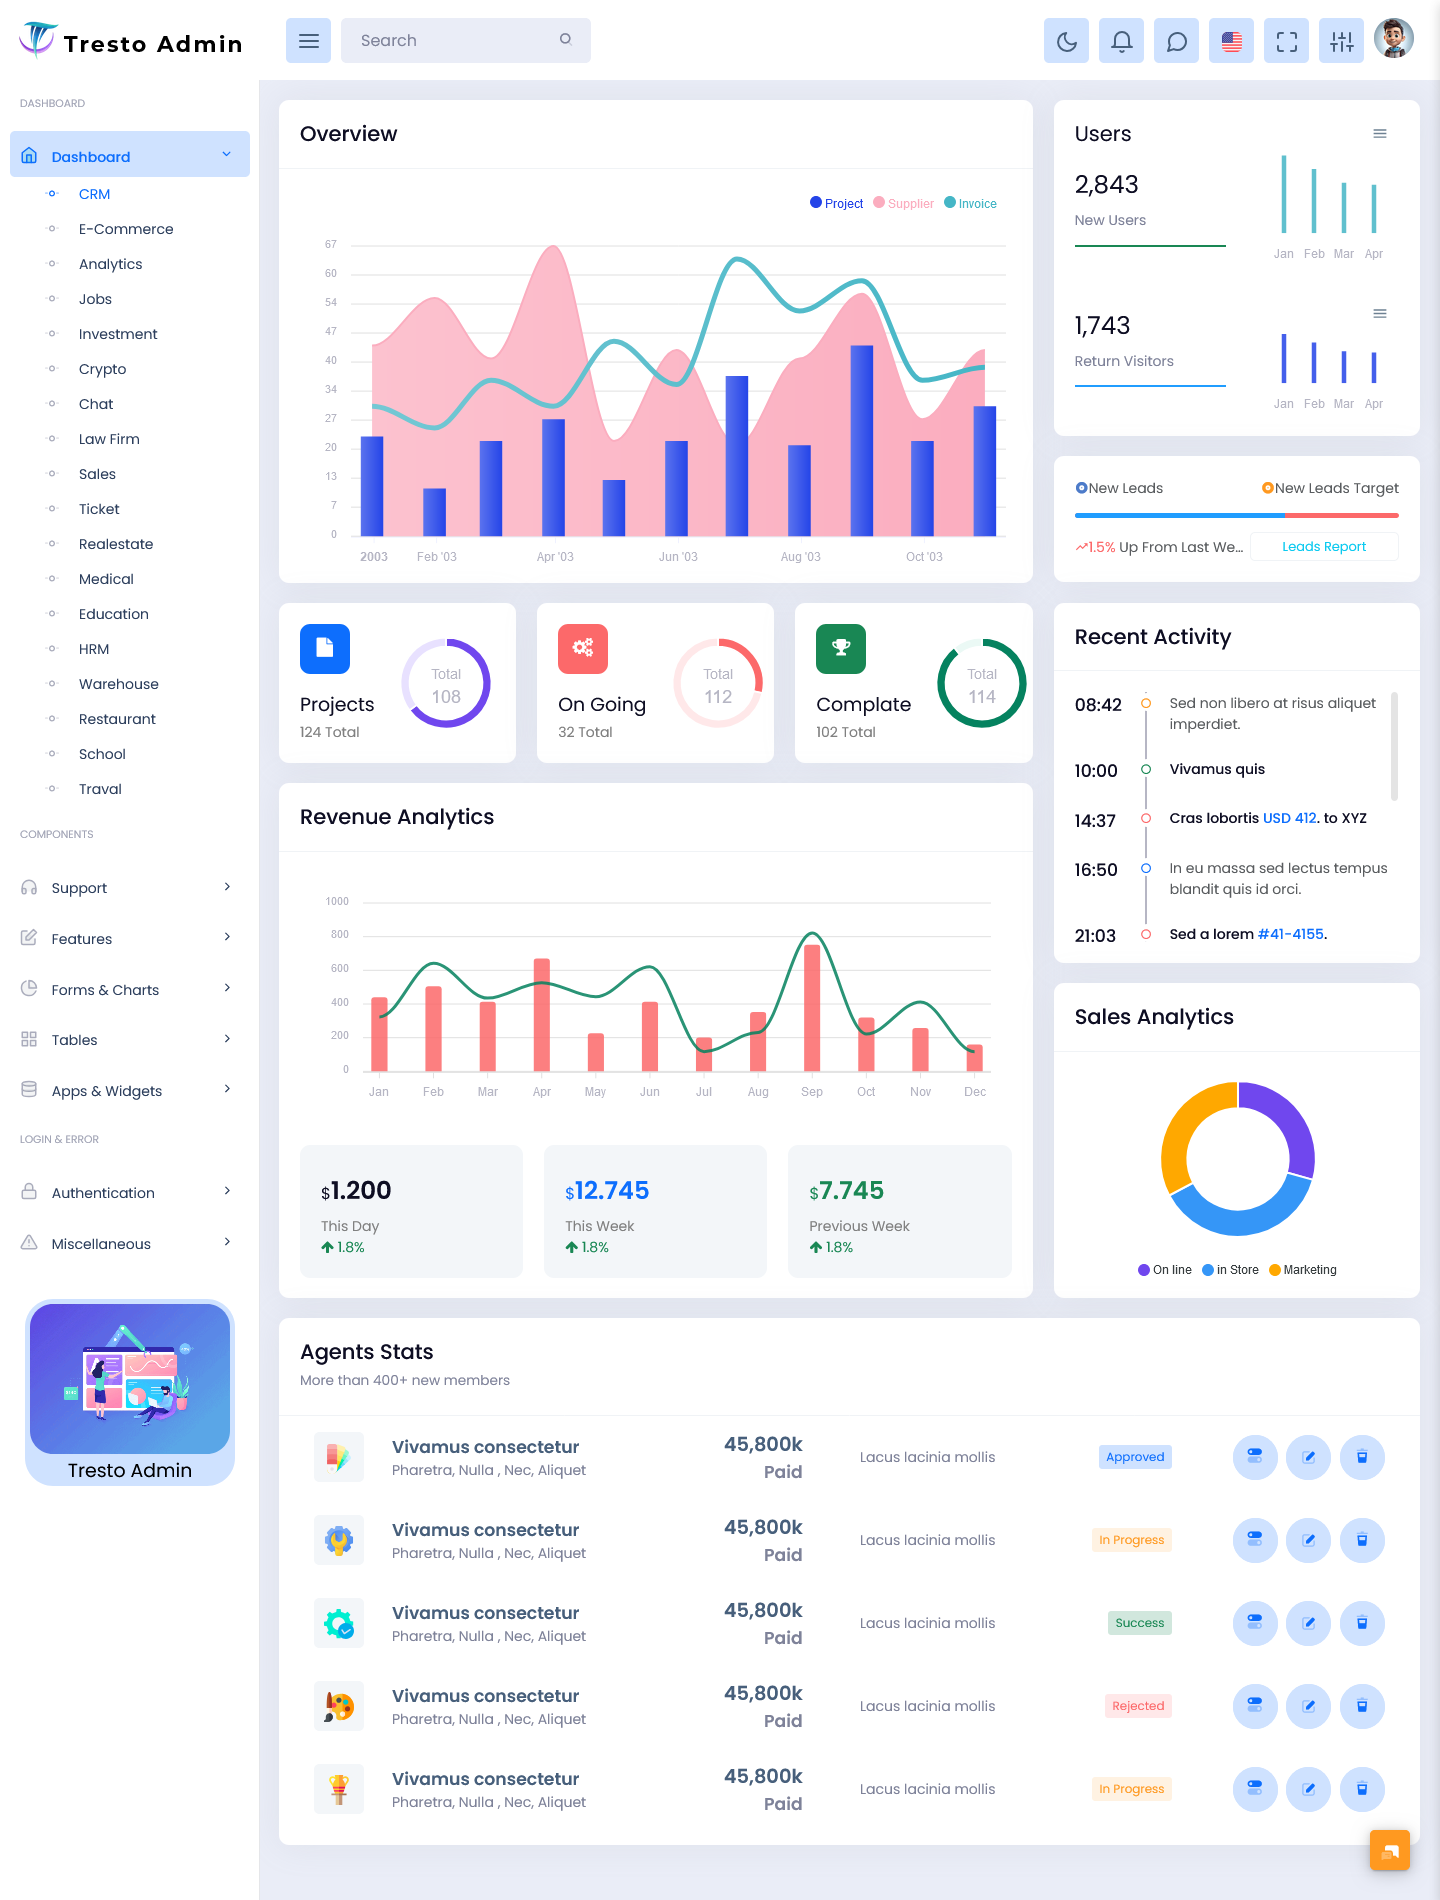 Tresto Admin
Search
DASHBOARD
Dashboard
CRM
E-Commerce
Analytics
Jobs
Investment
Crypto
Chat
Law Firm
Sales
Ticket
Realestate
Medical
Education
HRM
Warehouse
Restaurant
School
Traval
COMPONENTS
Support
Features
Forms & Charts
Tables
Apps & Widgets
LOGIN & ERROR
Authentication
Miscellaneous
Tresto Admin
Overview
Project Supplier Invoice
67
60
54
47
40
34
27
20
13
7
0
2003 Feb '03 Apr '03 Jun '03 Aug '03 Oct '03
Users
2,843
New Users
Jan Feb Mar Apr
1,743
Return Visitors
Jan Feb Mar Apr
New Leads New Leads Target
1.5% Up From Last We...
Leads Report
Projects
124 Total
Total
108
On Going
32 Total
Total
112
Complate
102 Total
Total
114
Recent Activity
08:42 Sed non libero at risus aliquet
imperdiet.
10:00 Vivamus quis
14:37 Cras lobortis USD 412. to XYZ
16:50 In eu massa sed lectus tempus
blandit quis id orci.
21:03 Sed a lorem #41-4155.
Revenue Analytics
1000
800
600
400
200
0
Jan Feb Mar Apr May Jun Jul Aug Sep Oct Nov Dec
$1.200
This Day
1.8%
$12.745
This Week
1.8%
$7.745
Previous Week
1.8%
Sales Analytics
On line in Store Marketing
Agents Stats
More than 400+ new members
Vivamus consectetur
Pharetra, Nulla , Nec, Aliquet
45,800k
Paid
Lacus lacinia mollis
Approved
Vivamus consectetur
Pharetra, Nulla , Nec, Aliquet
45,800k
Paid
Lacus lacinia mollis
In Progress
Vivamus consectetur
Pharetra, Nulla , Nec, Aliquet
45,800k
Paid
Lacus lacinia mollis
Success
Vivamus consectetur
Pharetra, Nulla , Nec, Aliquet
45,800k
Paid
Lacus lacinia mollis
Rejected
Vivamus consectetur
Pharetra, Nulla , Nec, Aliquet
45,800k
Paid
Lacus lacinia mollis
In Progress